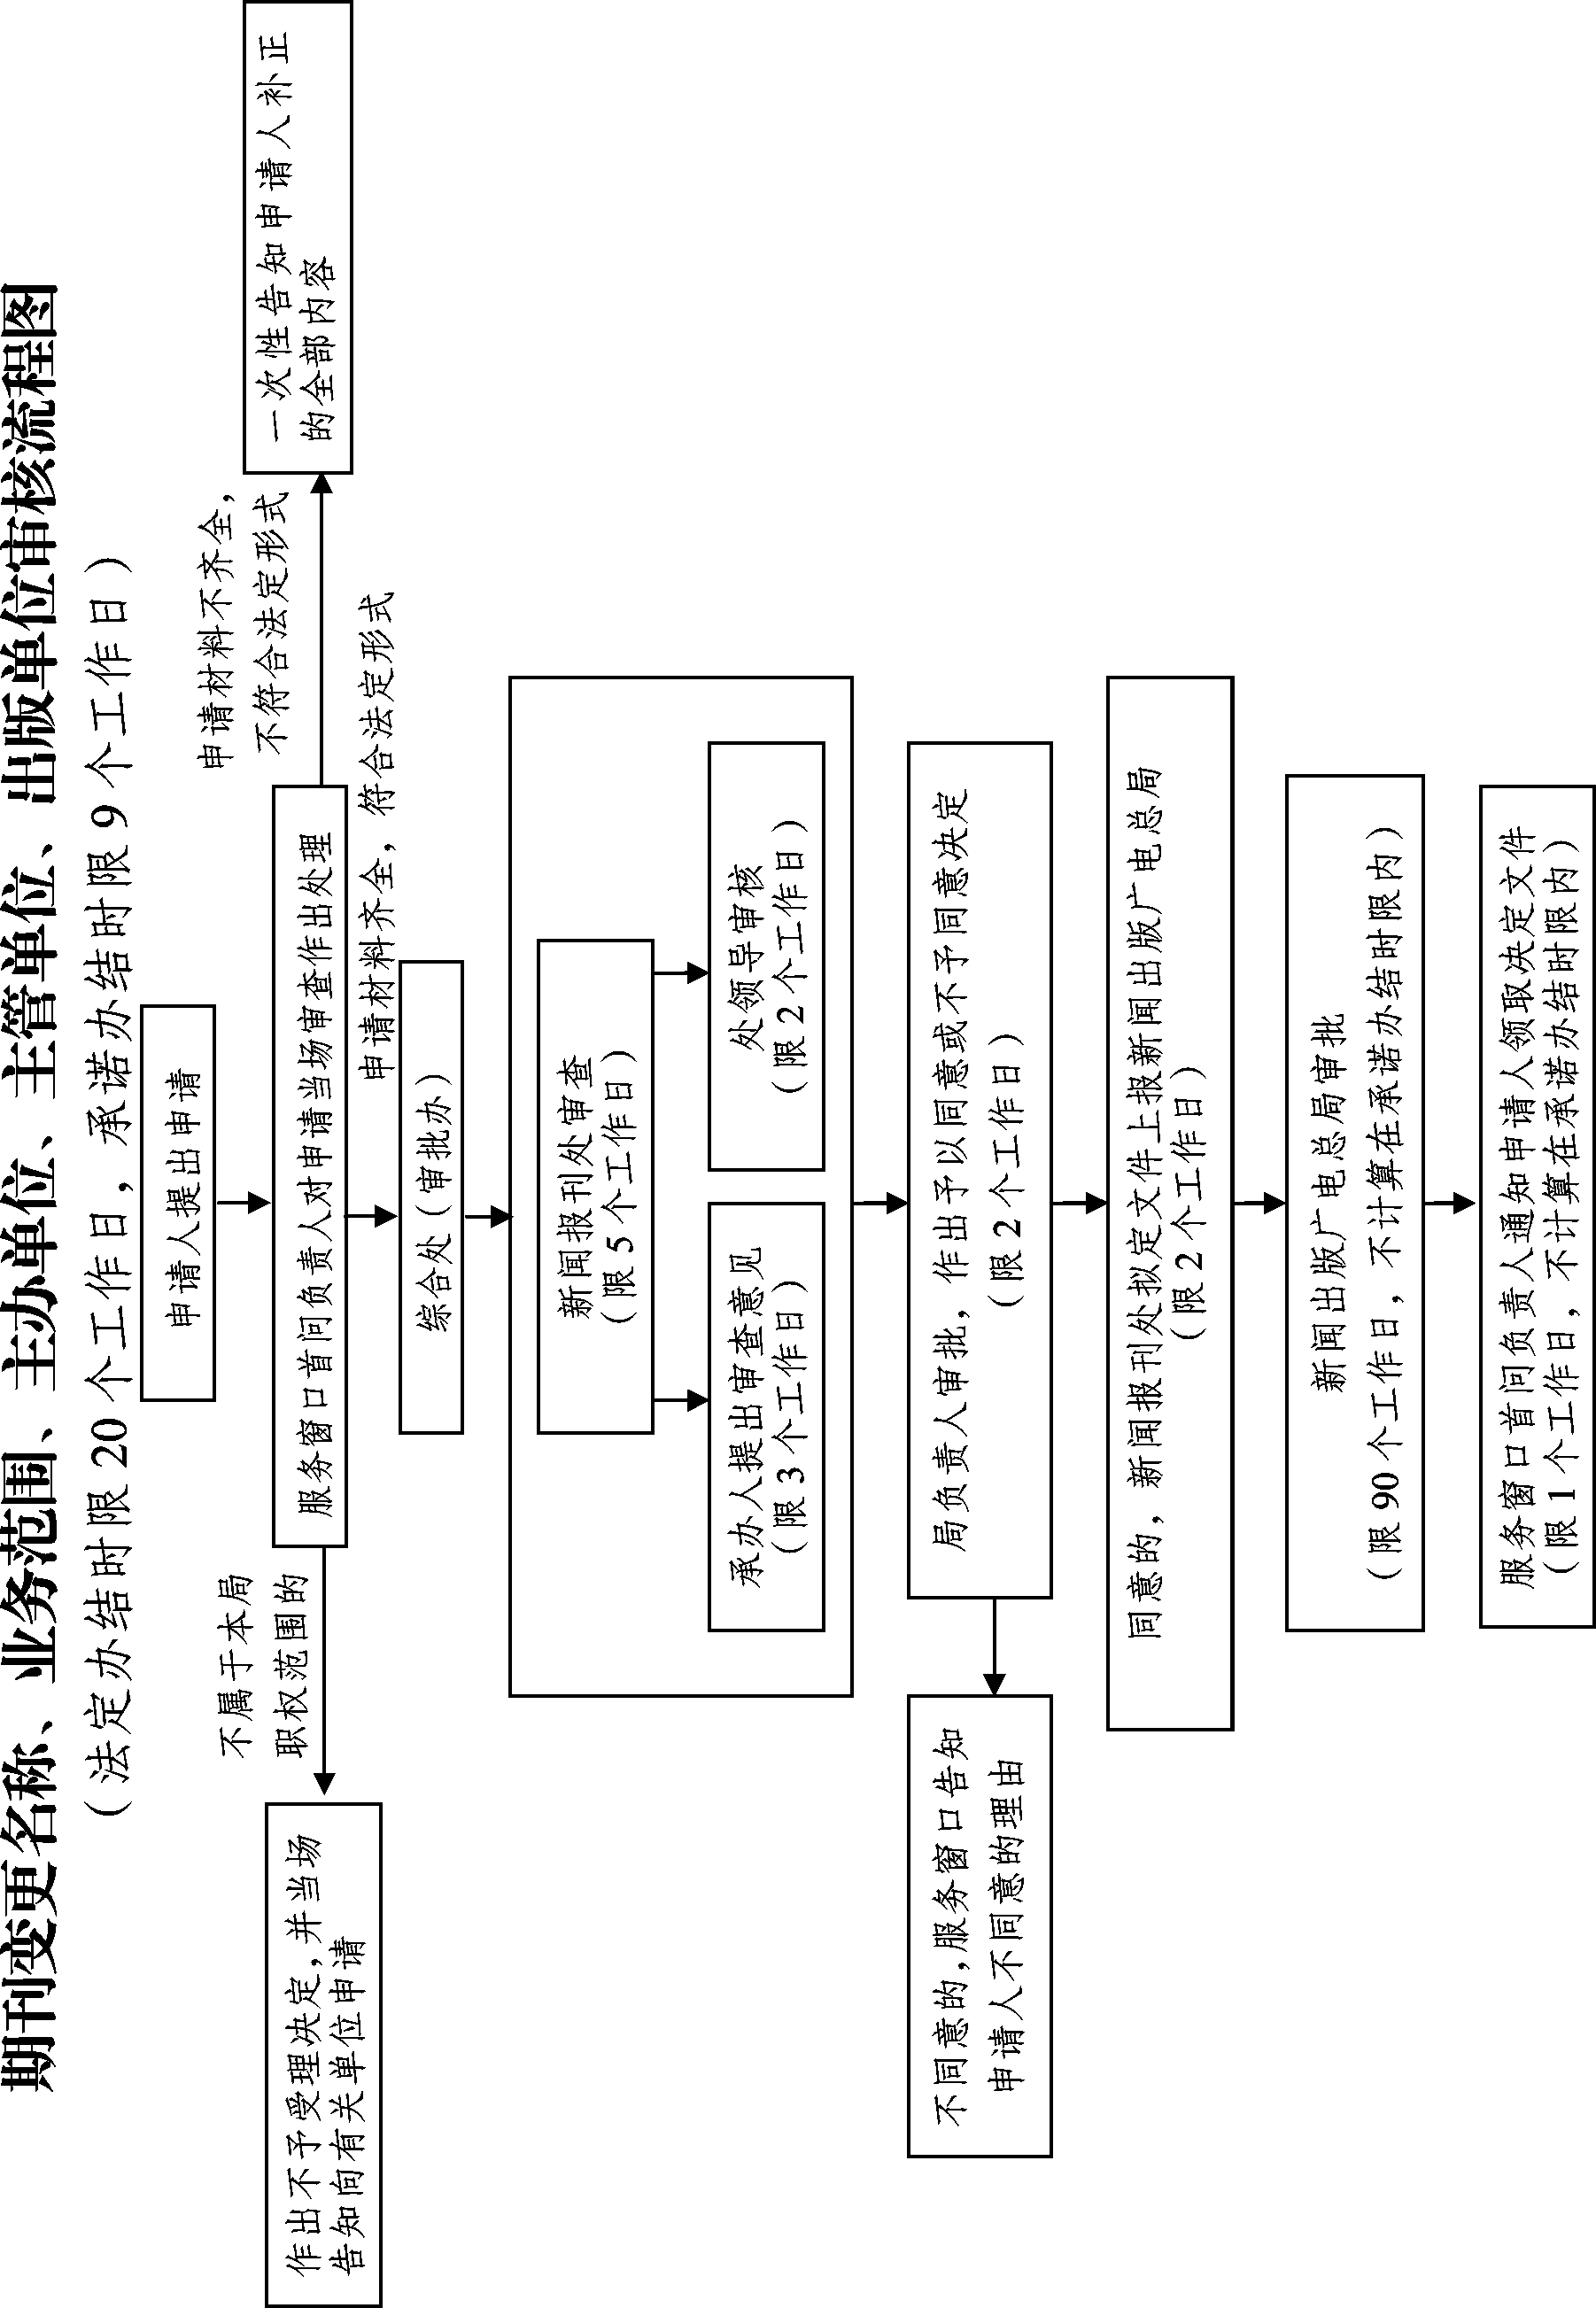 期刊变更名称、业务范围、主办单位、主管单位、出版单位审核流程图
（法定办结时限 20 个工作日，承诺办结时限 9 个工作日）
申请人提出申请
服务窗口首问负责人对申请当场审查作出处理
不属于本局
职权范围的
作出不予受理决定,并当场
告知向有关单位申请
申请材料不齐全，
不符合法定形式
一次性告知申请人补正
的全部内容
申请材料齐全，符合法定形式
综合处（审批办）
新闻报刊处审查
（限 5 个工作日）
承办人提出审查意见
（限 3 个工作日）
处领导审核
（限 2 个工作日）
局负责人审批，作出予以同意或不予同意决定
（限 2 个工作日）
不同意的,服务窗口告知
申请人不同意的理由
同意的，新闻报刊处拟定文件上报新闻出版广电总局
（限 2 个工作日）
新闻出版广电总局审批
（限 90 个工作日，不计算在承诺办结时限内）
服务窗口首问负责人通知申请人领取决定文件
（限 1 个工作日，不计算在承诺办结时限内）